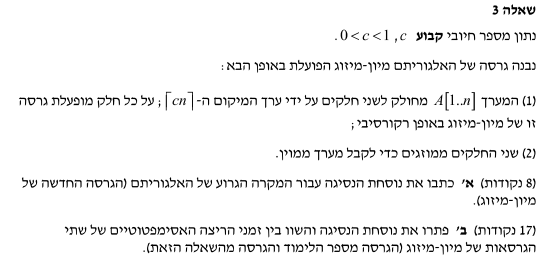 שאלה 3
נתון מספר חיובי קבוע c , 0 < c < 1 .
נבנה גרסה של האלגוריתם מיון-מיזוג הפועלת באופן הבא :
(1) המערך A[1..n] מחולק לשני חלקים על ידי ערך המיקום ה- ⌈cn⌉ ; על כל חלק מופעלת גרסה
זו של מיון-מיזוג באופן רקורסיבי ;
(2) שני החלקים ממוזגים כדי לקבל מערך ממוין.
(8 נקודות) א' כתבו את נוסחת הנסיגה עבור המקרה הגרוע של האלגוריתם (הגרסה החדשה של
מיון-מיזוג).
(17 נקודות) ב' פתרו את נוסחת הנסיגה והשוו בין זמני הריצה האסימפטוטיים של שתי
הגרסאות של מיון-מיזוג (הגרסה מספר הלימוד והגרסה מהשאלה הזאת).